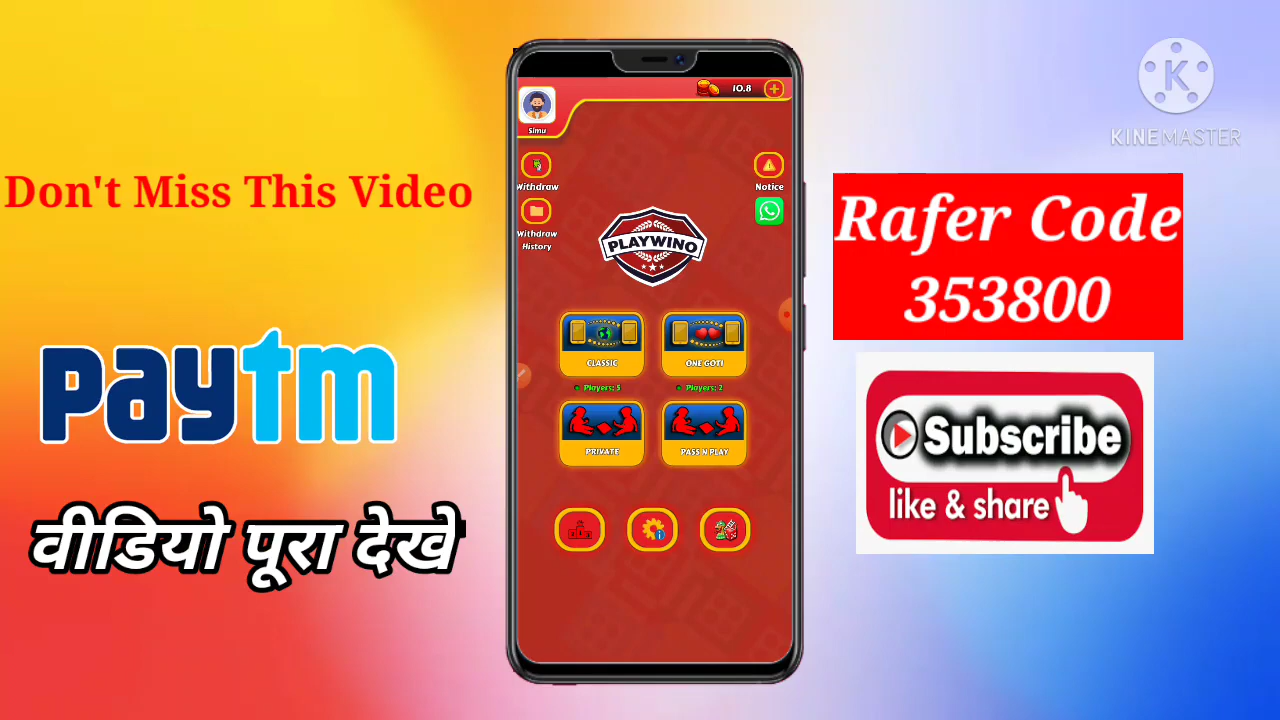 Don't Miss This Video
paytm
वीडियो पूरा देखे
10.8
Simu
Withdraw
Withdraw
History
Notice
PLAYWINO
CLASSIC
ONE GOTI
Players: 5
Players: 2
PRIVATE
PASS N PLAY
K
KINEMASTER
Rafer Code
353800
Subscribe
like & share